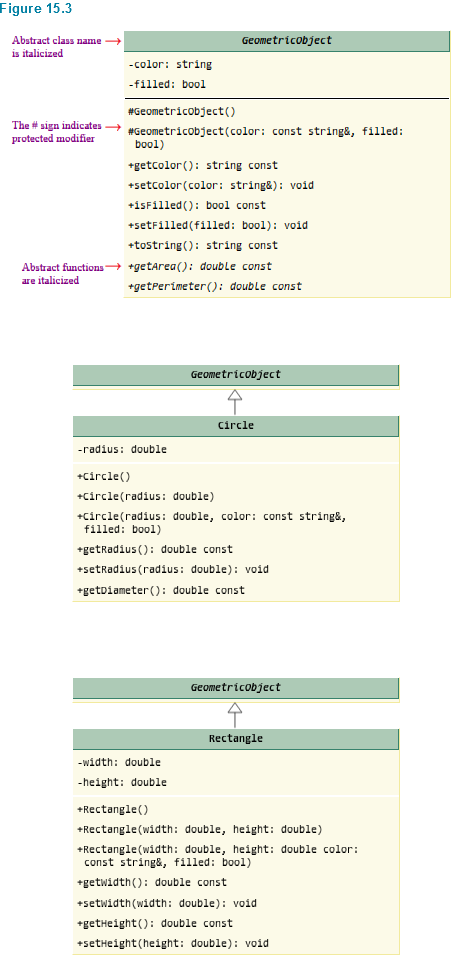 Figure 15.3
Abstract class name
is italicized
GeometricObject
-color: string
-filled: bool
The # sign indicates
protected modifier
#GeometricObject()
#GeometricObject(color: const string&, filled:
bool)
+getColor(): string const
+setColor(color: string&): void
+isFilled(): bool const
+setFilled(filled: bool): void
+toString(): string const
Abstract functions
are italicized
+getArea(): double const
+getPerimeter(): double const
GeometricObject
Circle
-radius: double
+Circle()
+Circle(radius: double)
+Circle(radius: double, color: const string&,
filled: bool)
+getRadius(): double const
+setRadius(radius: double): void
+getDiameter(): double const
GeometricObject
Rectangle
-width: double
-height: double
+Rectangle()
+Rectangle(width: double, height: double)
+Rectangle(width: double, height: double color:
const string&, filled: bool)
+getWidth(): double const
+setWidth(width: double): void
+getHeight(): double const
+setHeight(height: double): void